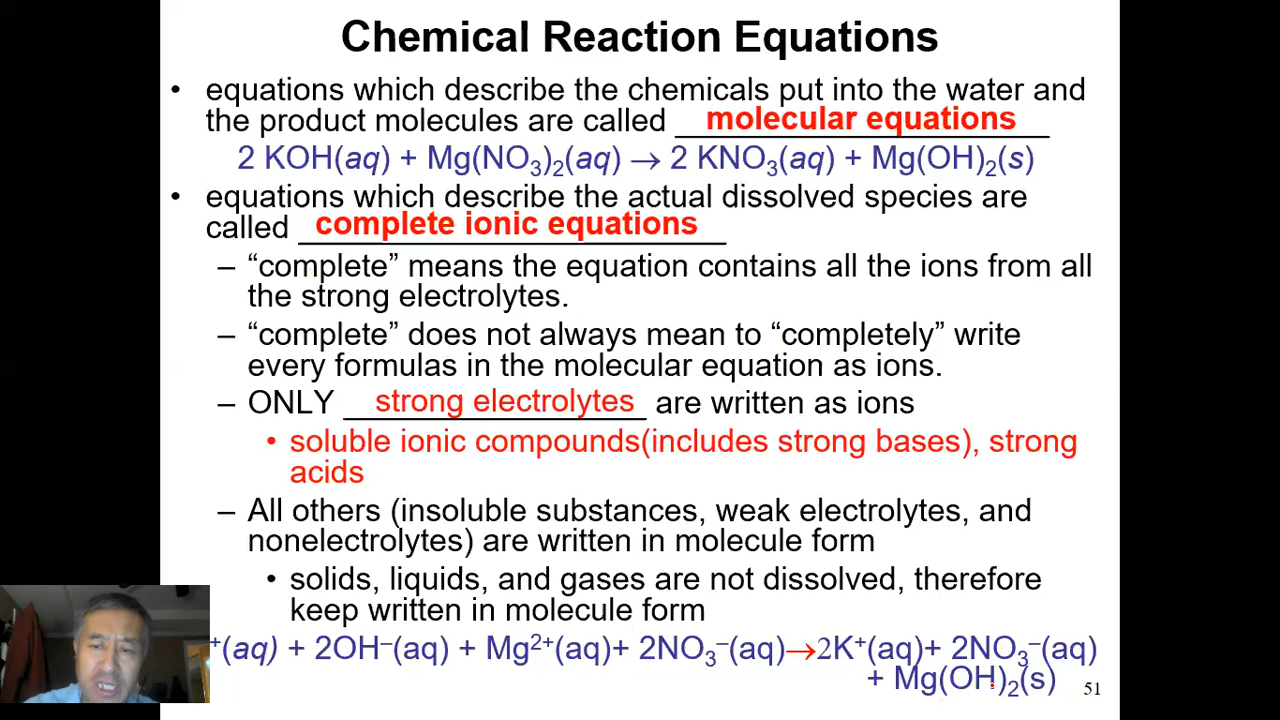 Chemical Reaction Equations
• equations which describe the chemicals put into the water and
the product molecules are called molecular equations
2 KOH(aq) + Mg(NO₃)₂(aq) → 2 KNO₃(aq) + Mg(OH)₂(s)
• equations which describe the actual dissolved species are
called complete ionic equations
– “complete” means the equation contains all the ions from all
the strong electrolytes.
– “complete” does not always mean to “completely” write
every formulas in the molecular equation as ions.
– ONLY strong electrolytes are written as ions
• soluble ionic compounds(includes strong bases), strong
acids
– All others (insoluble substances, weak electrolytes, and
nonelectrolytes) are written in molecule form
• solids, liquids, and gases are not dissolved, therefore
keep written in molecule form
⁺(aq) + 2OH⁻(aq) + Mg²⁺(aq)+ 2NO₃⁻(aq)→2K⁺(aq)+ 2NO₃⁻(aq)
+ Mg(OH)₂(s)
51